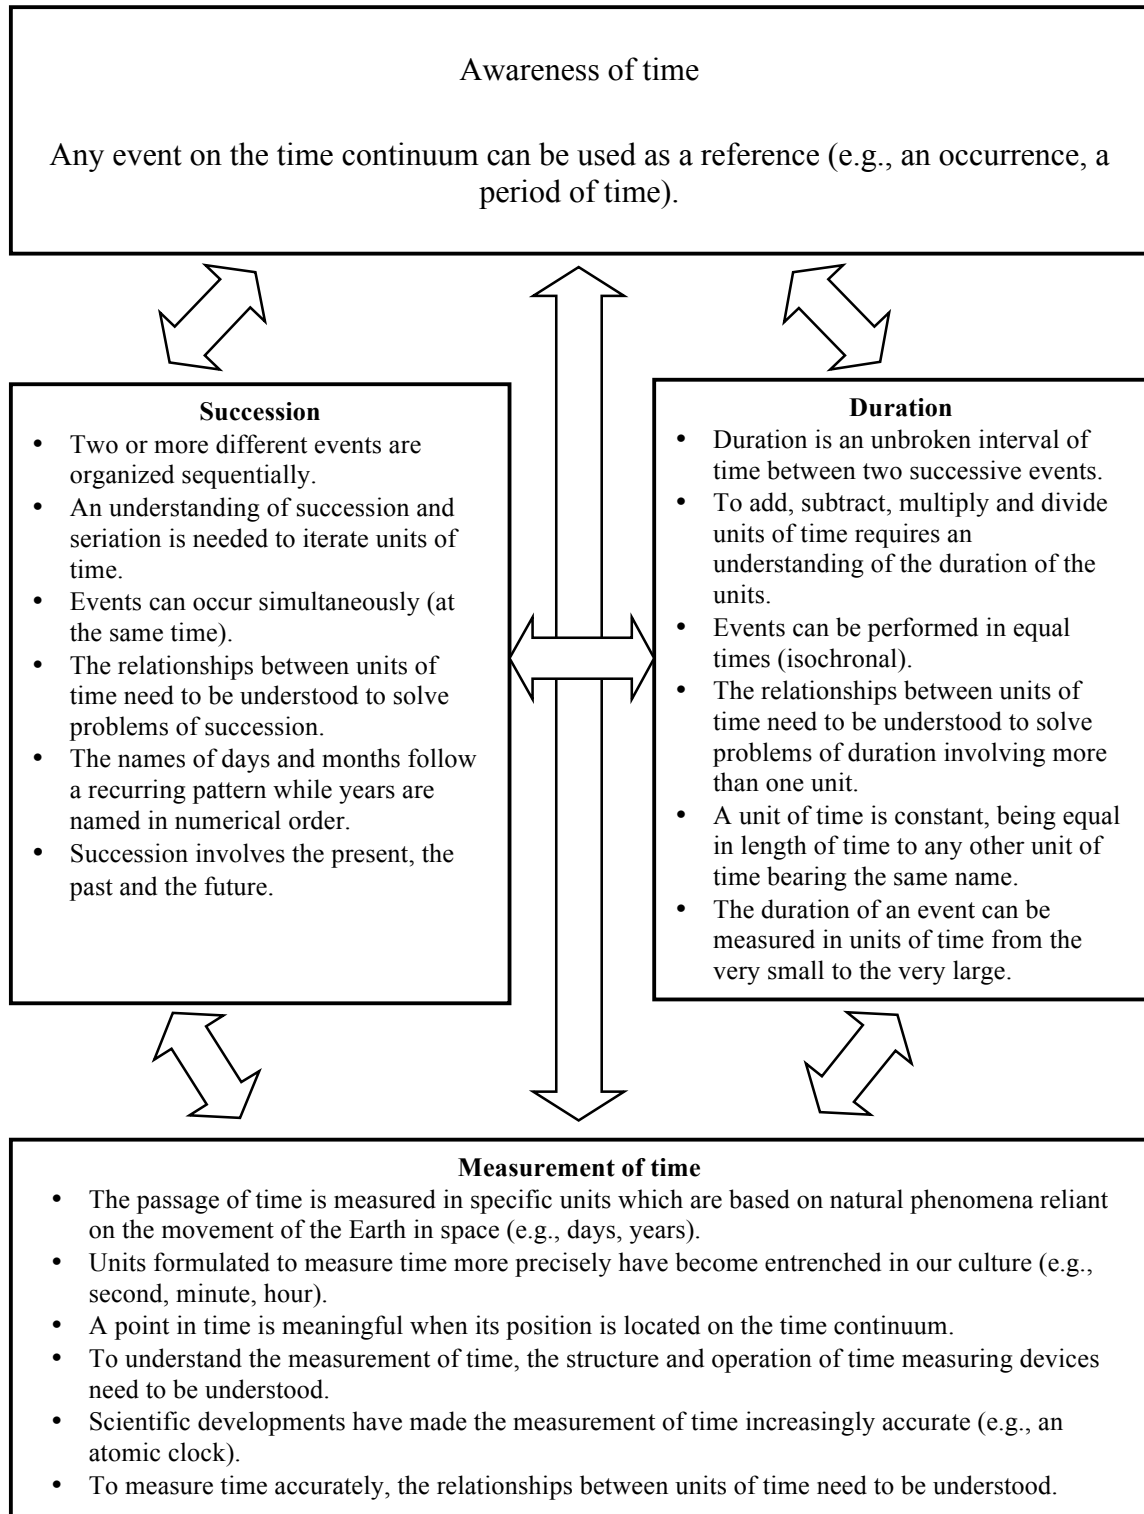 Awareness of time
Any event on the time continuum can be used as a reference (e.g., an occurrence, a
period of time).
Succession
• Two or more different events are
organized sequentially.
• An understanding of succession and
seriation is needed to iterate units of
time.
• Events can occur simultaneously (at
the same time).
• The relationships between units of
time need to be understood to solve
problems of succession.
• The names of days and months follow
a recurring pattern while years are
named in numerical order.
• Succession involves the present, the
past and the future.
Duration
• Duration is an unbroken interval of
time between two successive events.
• To add, subtract, multiply and divide
units of time requires an
understanding of the duration of the
units.
• Events can be performed in equal
times (isochronal).
• The relationships between units of
time need to be understood to solve
problems of duration involving more
than one unit.
• A unit of time is constant, being equal
in length of time to any other unit of
time bearing the same name.
• The duration of an event can be
measured in units of time from the
very small to the very large.
Measurement of time
• The passage of time is measured in specific units which are based on natural phenomena reliant
on the movement of the Earth in space (e.g., days, years).
• Units formulated to measure time more precisely have become entrenched in our culture (e.g.,
second, minute, hour).
• A point in time is meaningful when its position is located on the time continuum.
• To understand the measurement of time, the structure and operation of time measuring devices
need to be understood.
• Scientific developments have made the measurement of time increasingly accurate (e.g., an
atomic clock).
• To measure time accurately, the relationships between units of time need to be understood.